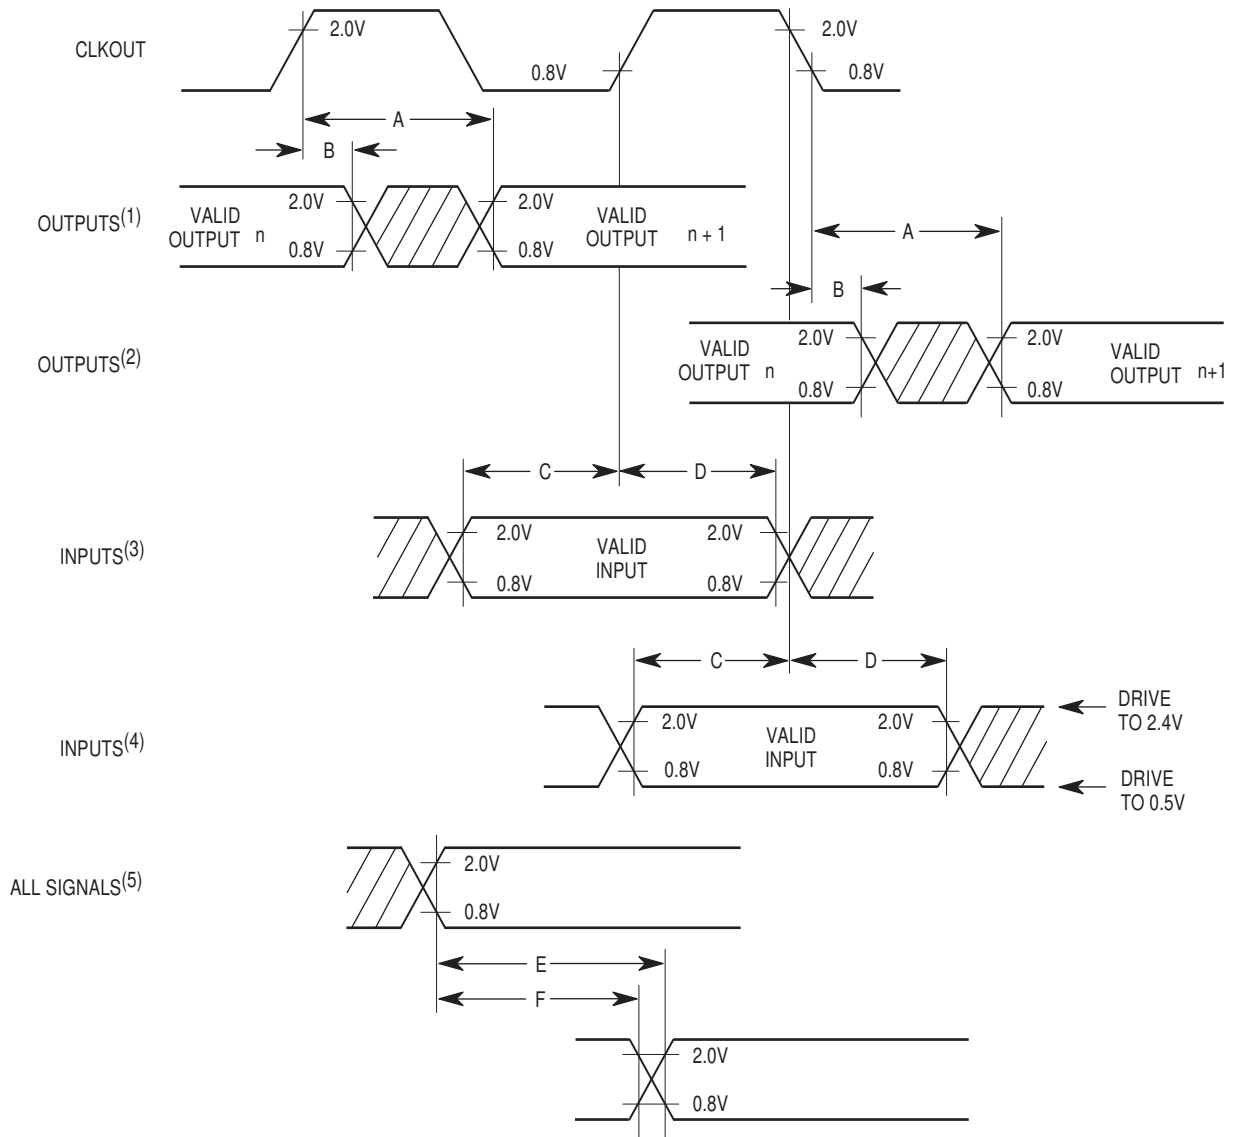 CLKOUT
2.0V
0.8V
2.0V
0.8V
A
B
OUTPUTS(1)
VALID
OUTPUT n
2.0V
0.8V
2.0V
0.8V
VALID
OUTPUT n + 1
A
B
OUTPUTS(2)
VALID
OUTPUT n
2.0V
0.8V
2.0V
0.8V
VALID
OUTPUT n+1
C
D
INPUTS(3)
2.0V
0.8V
VALID
INPUT
2.0V
0.8V
C
D
INPUTS(4)
2.0V
0.8V
VALID
INPUT
2.0V
0.8V
DRIVE
TO 2.4V
DRIVE
TO 0.5V
ALL SIGNALS(5)
2.0V
0.8V
E
F
2.0V
0.8V